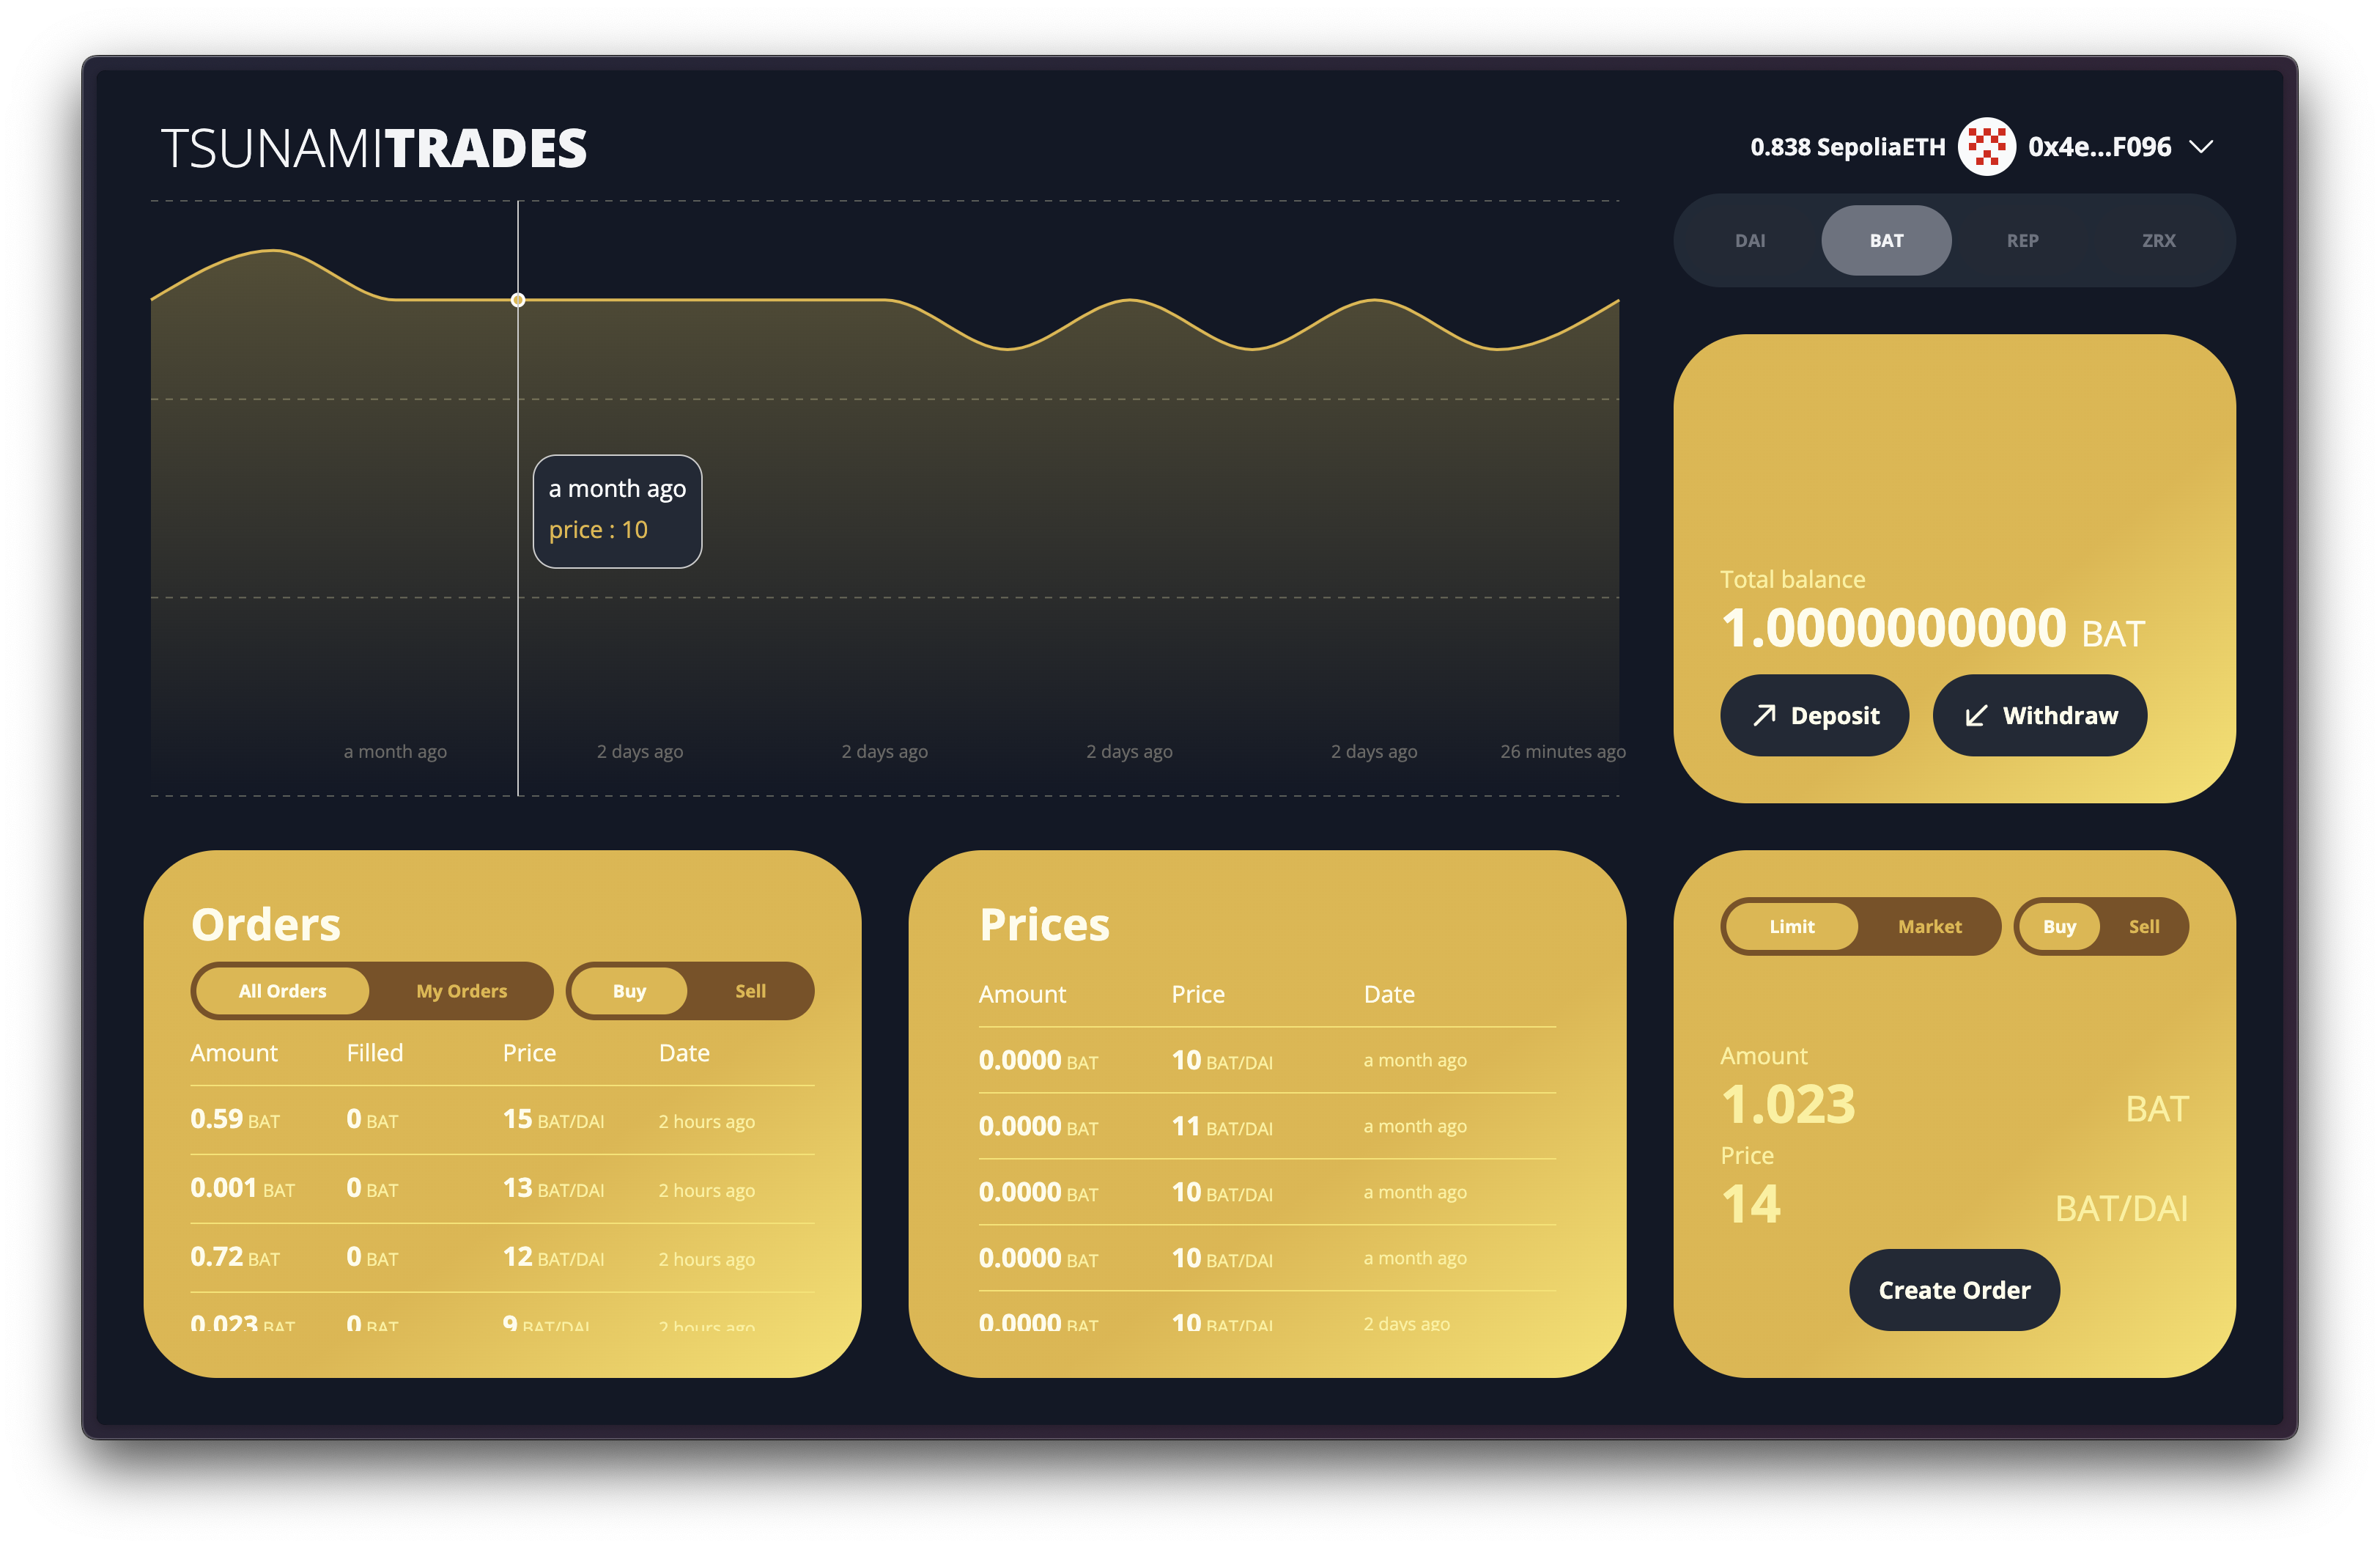 TSUNAMITRADES
0.838 SepoliaETH 0x4e...F096
DAI BAT REP ZRX
a month ago
price : 10
a month ago 2 days ago 2 days ago 2 days ago 2 days ago 26 minutes ago
Total balance
1.0000000000 BAT
Deposit Withdraw
Orders
All Orders My Orders Buy Sell
Amount Filled Price Date
0.59 BAT 0 BAT 15 BAT/DAI 2 hours ago
0.001 BAT 0 BAT 13 BAT/DAI 2 hours ago
0.72 BAT 0 BAT 12 BAT/DAI 2 hours ago
0.023 BAT 0 BAT 9 BAT/DAI 2 hours ago
Prices
Amount Price Date
0.0000 BAT 10 BAT/DAI a month ago
0.0000 BAT 11 BAT/DAI a month ago
0.0000 BAT 10 BAT/DAI a month ago
0.0000 BAT 10 BAT/DAI a month ago
0.0000 BAT 10 BAT/DAI 2 days ago
Limit Market Buy Sell
Amount
1.023 BAT
Price
14 BAT/DAI
Create Order